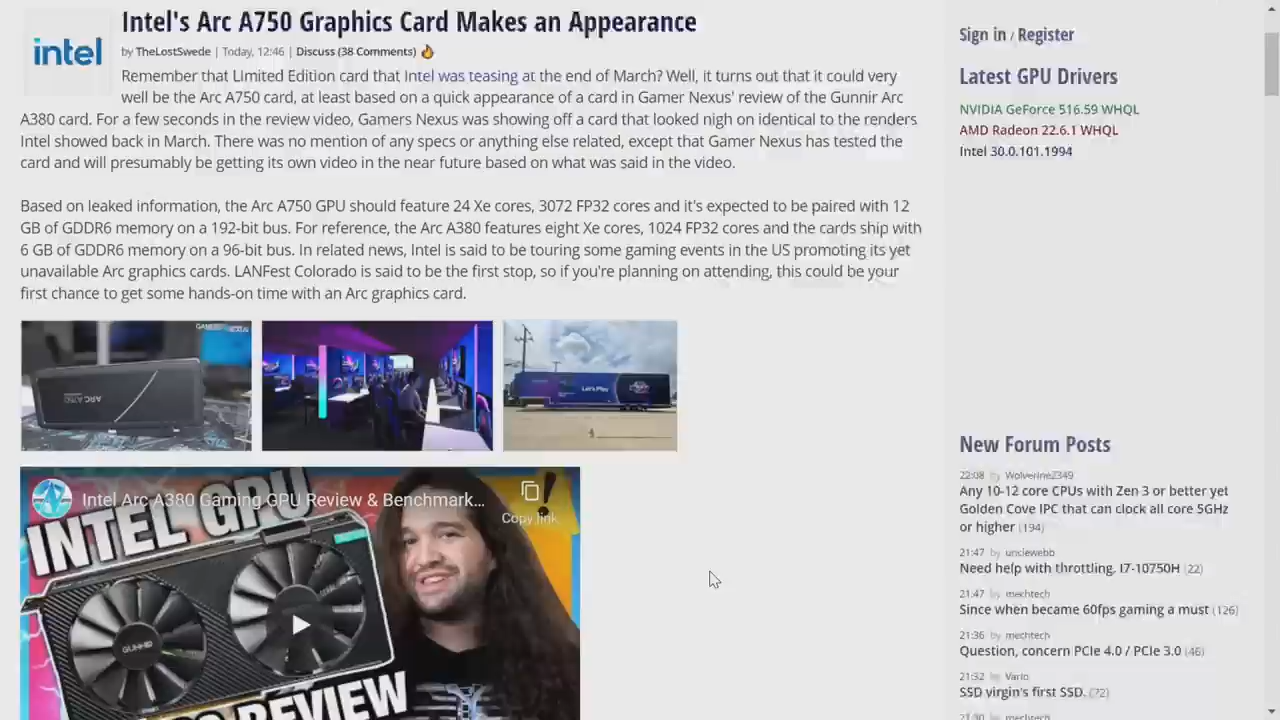 Intel's Arc A750 Graphics Card Makes an Appearance
intel
by TheLostSwede | Today, 12:46 | Discuss (38 Comments)
Remember that Limited Edition card that Intel was teasing at the end of March? Well, it turns out that it could very
well be the Arc A750 card, at least based on a quick appearance of a card in Gamer Nexus' review of the Gunnir Arc
A380 card. For a few seconds in the review video, Gamers Nexus was showing off a card that looked nigh on identical to the renders
Intel showed back in March. There was no mention of any specs or anything else related, except that Gamer Nexus has tested the
card and will presumably be getting its own video in the near future based on what was said in the video.
Based on leaked information, the Arc A750 GPU should feature 24 Xe cores, 3072 FP32 cores and it's expected to be paired with 12
GB of GDDR6 memory on a 192-bit bus. For reference, the Arc A380 features eight Xe cores, 1024 FP32 cores and the cards ship with
6 GB of GDDR6 memory on a 96-bit bus. In related news, Intel is said to be touring some gaming events in the US promoting its yet
unavailable Arc graphics cards. LANFest Colorado is said to be the first stop, so if you're planning on attending, this could be your
first chance to get some hands-on time with an Arc graphics card.
ARC A750
Let's Play
Intel Arc A380 Gaming GPU Review & Benchmark...
Copy link
INTEL GPU
GUNNIR
REVIEW
Sign in / Register
Latest GPU Drivers
NVIDIA GeForce 516.59 WHQL
AMD Radeon 22.6.1 WHQL
Intel 30.0.101.1994
New Forum Posts
22:08 by Wolverine2349
Any 10-12 core CPUs with Zen 3 or better yet
Golden Cove IPC that can clock all core 5GHz
or higher (194)
21:47 by unclewebb
Need help with throttling. I7-10750H (22)
21:47 by mechtech
Since when became 60fps gaming a must (126)
21:36 by mechtech
Question, concern PCIe 4.0 / PCIe 3.0 (46)
21:32 by Vario
SSD virgin's first SSD. (72)
21:30 by mechtech